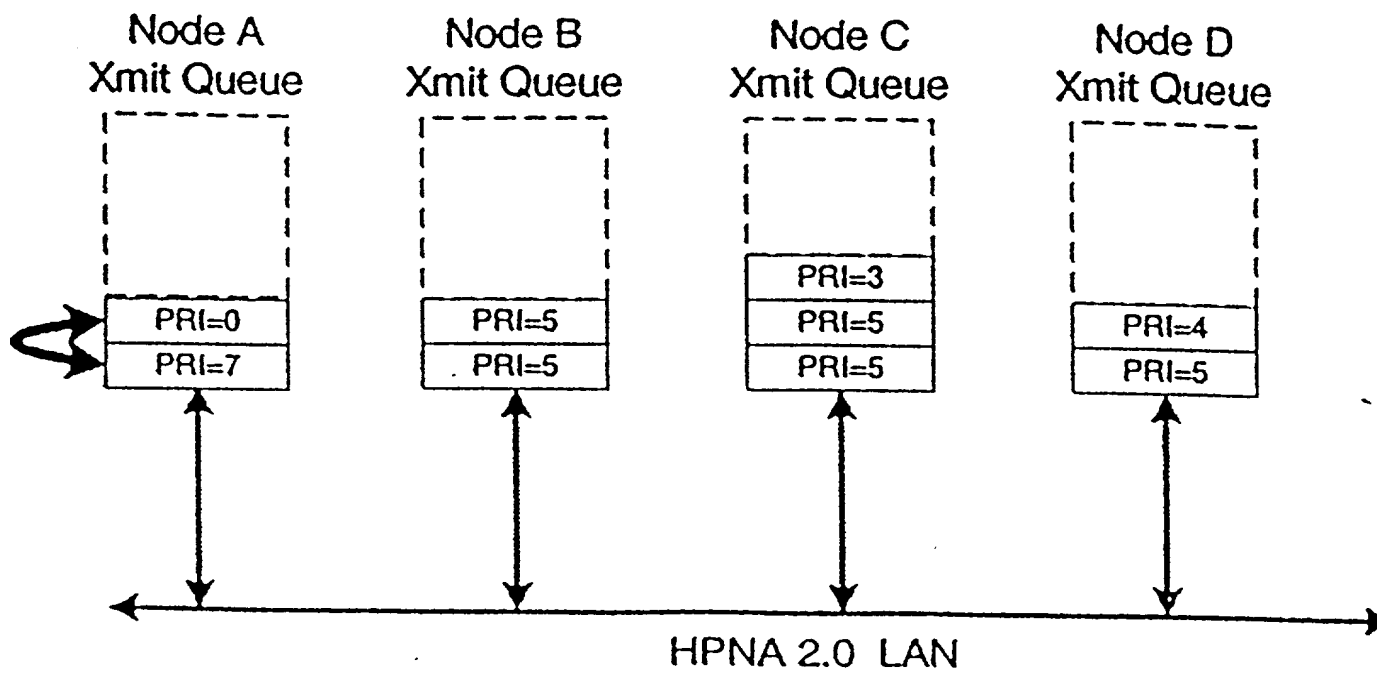 Node A
Xmit Queue
Node B
Xmit Queue
Node C
Xmit Queue
Node D
Xmit Queue
PRI=0
PRI=7
PRI=5
PRI=5
PRI=3
PRI=5
PRI=5
PRI=4
PRI=5
HPNA 2.0 LAN